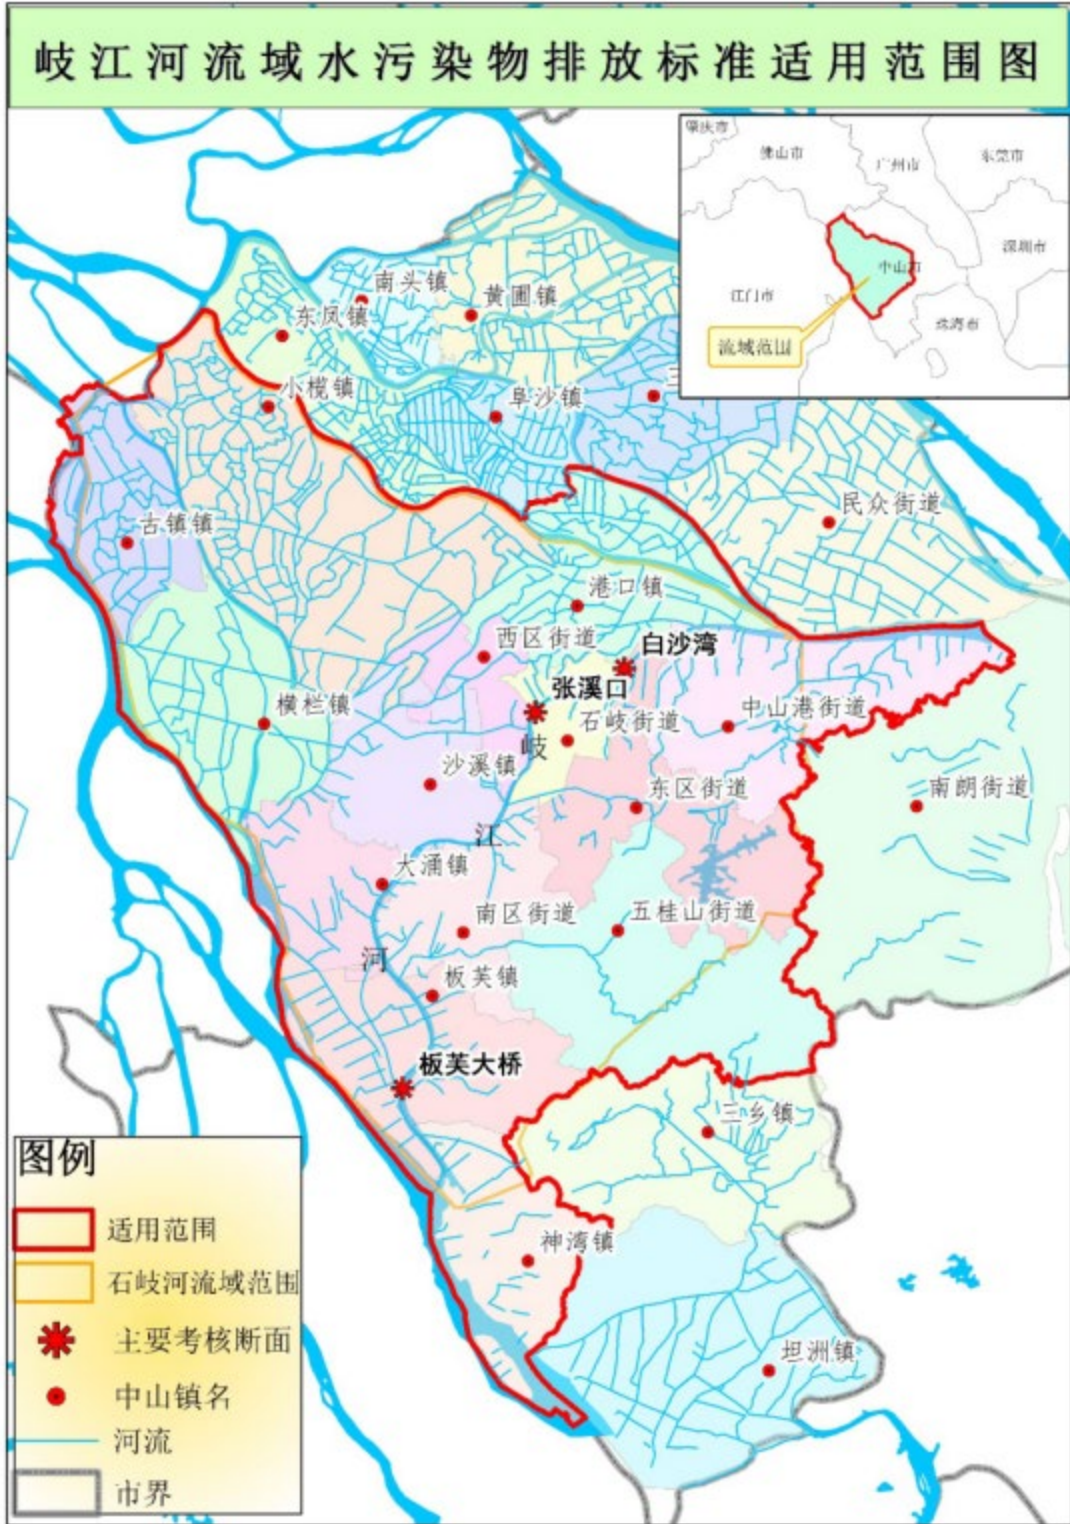 岐江河流域水污染物排放标准适用范围图
肇庆市
佛山市
广州市
东莞市
深圳市
中山市
江门市
珠海市
流域范围
南头镇
黄圃镇
东凤镇
小榄镇
阜沙镇
三
民众街道
古镇镇
港口镇
西区街道
白沙湾
张溪口
横栏镇
石岐街道
中山港街道
岐
沙溪镇
东区街道
南朗街道
江
大涌镇
南区街道
五桂山街道
河
板芙镇
板芙大桥
三乡镇
神湾镇
坦洲镇
图例
适用范围
石岐河流域范围
主要考核断面
中山镇名
河流
市界